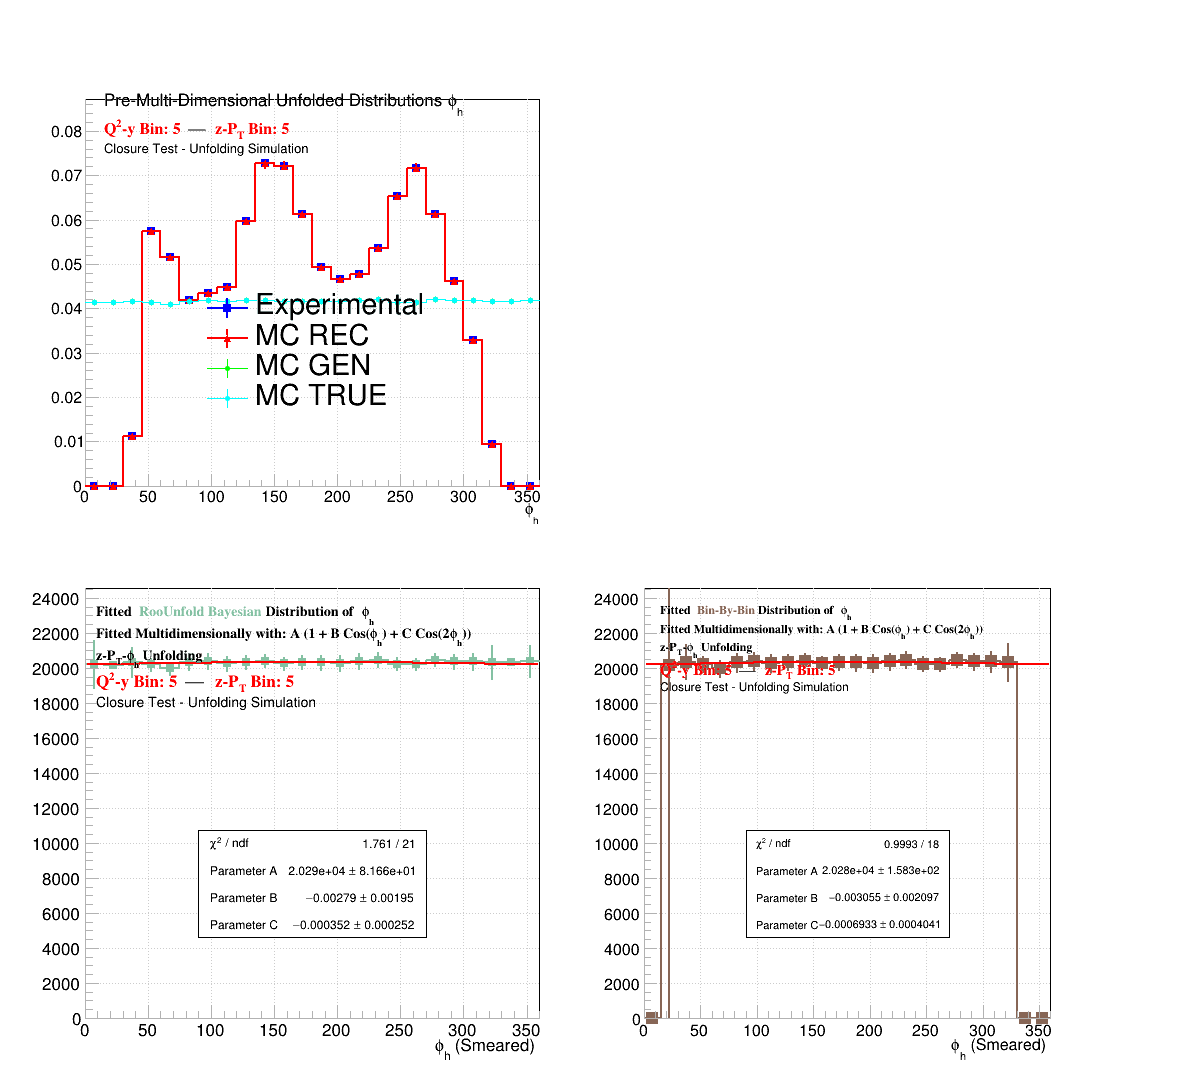 Pre-Multi-Dimensional Unfolded Distributions ϕh
Q²-y Bin: 5 — z-PT Bin: 5
Closure Test - Unfolding Simulation
0.08
0.07
0.06
0.05
0.04
0.03
0.02
0.01
0
Experimental
MC REC
MC GEN
MC TRUE
0 50 100 150 200 250 300 350
ϕh
24000
22000
20000
18000
16000
14000
12000
10000
8000
6000
4000
2000
0
Fitted RooUnfold Bayesian Distribution of ϕh
Fitted Multidimensionally with: A (1 + B Cos(ϕh) + C Cos(2ϕh))
z-PT-ϕh Unfolding
Q²-y Bin: 5 — z-PT Bin: 5
Closure Test - Unfolding Simulation
χ² / ndf 1.761 / 21
Parameter A 2.029e+04 ± 8.166e+01
Parameter B −0.00279 ± 0.00195
Parameter C −0.000352 ± 0.000252
0 50 100 150 200 250 300 350
ϕh (Smeared)
24000
22000
20000
18000
16000
14000
12000
10000
8000
6000
4000
2000
0
Fitted Bin-By-Bin Distribution of ϕh
Fitted Multidimensionally with: A (1 + B Cos(ϕh) + C Cos(2ϕh))
z-PT-ϕh Unfolding
Q²-y Bin: 5 — z-PT Bin: 5
Closure Test - Unfolding Simulation
χ² / ndf 0.9993 / 18
Parameter A 2.028e+04 ± 1.583e+02
Parameter B −0.003055 ± 0.002097
Parameter C −0.0006933 ± 0.0004041
0 50 100 150 200 250 300 350
ϕh (Smeared)